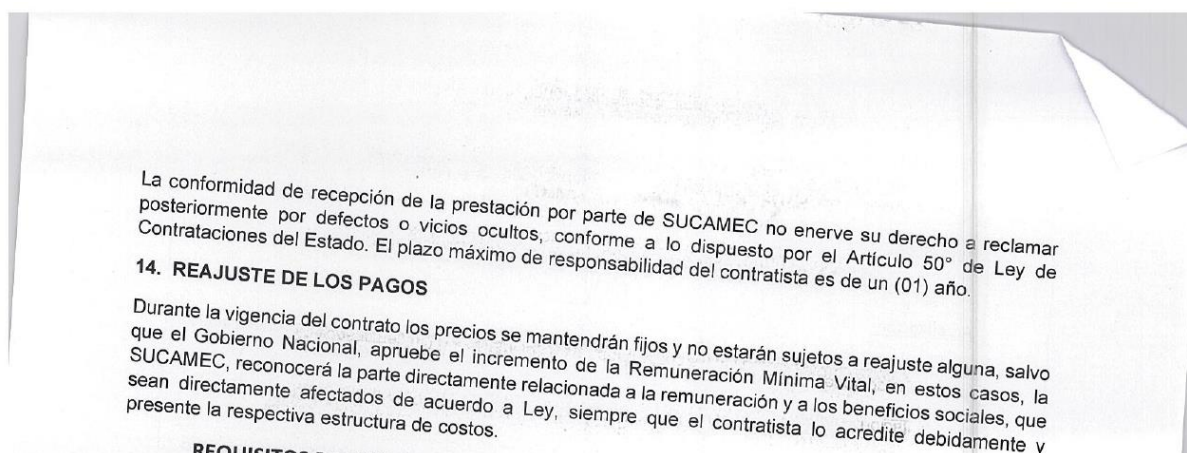 La conformidad de recepción de la prestación por parte de SUCAMEC no enerve su derecho a reclamar
posteriormente por defectos o vicios ocultos, conforme a lo dispuesto por el Artículo 50° de Ley de
Contrataciones del Estado. El plazo máximo de responsabilidad del contratista es de un (01) año.
14. REAJUSTE DE LOS PAGOS
Durante la vigencia del contrato los precios se mantendrán fijos y no estarán sujetos a reajuste alguna, salvo
que el Gobierno Nacional, apruebe el incremento de la Remuneración Mínima Vital, en estos casos, la
SUCAMEC, reconocerá la parte directamente relacionada a la remuneración y a los beneficios sociales, que
sean directamente afectados de acuerdo a Ley, siempre que el contratista lo acredite debidamente y
presente la respectiva estructura de costos.